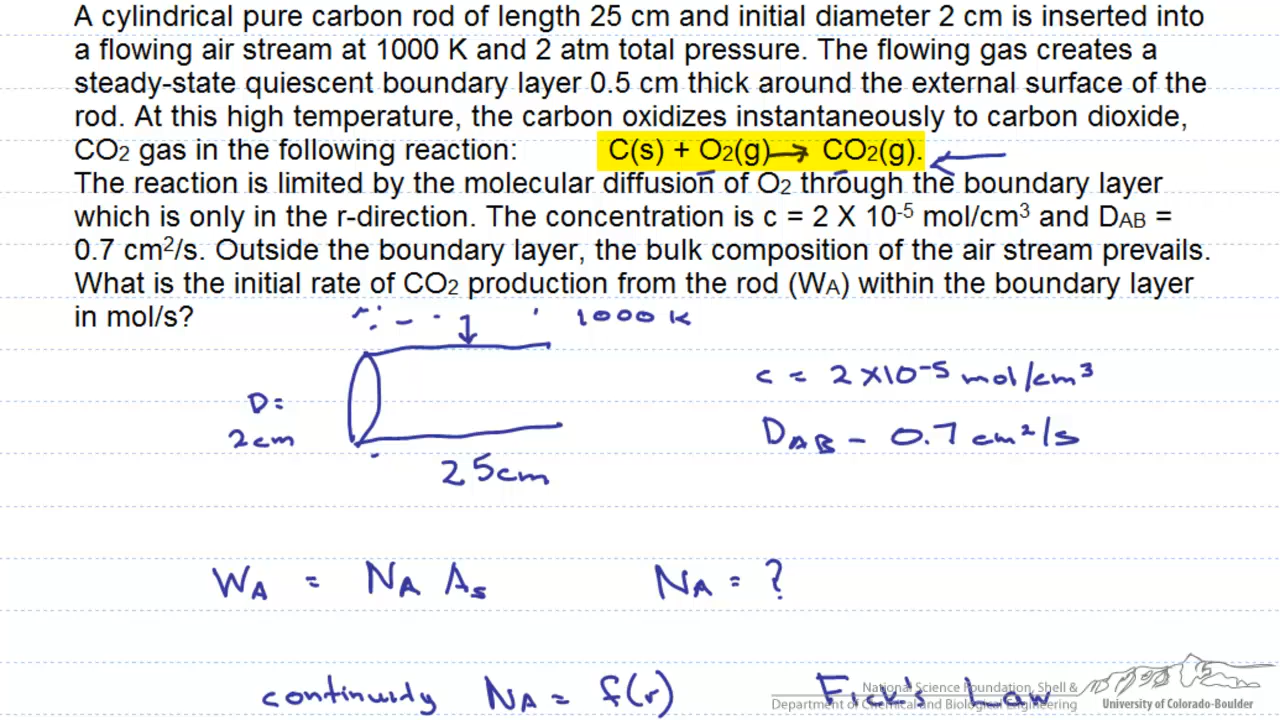 A cylindrical pure carbon rod of length 25 cm and initial diameter 2 cm is inserted into
a flowing air stream at 1000 K and 2 atm total pressure. The flowing gas creates a
steady-state quiescent boundary layer 0.5 cm thick around the external surface of the
rod. At this high temperature, the carbon oxidizes instantaneously to carbon dioxide,
CO2 gas in the following reaction: C(s) + O2(g) → CO2(g).
The reaction is limited by the molecular diffusion of O2 through the boundary layer
which is only in the r-direction. The concentration is c = 2 X 10⁻⁵ mol/cm³ and DAB =
0.7 cm²/s. Outside the boundary layer, the bulk composition of the air stream prevails.
What is the initial rate of CO2 production from the rod (WA) within the boundary layer
in mol/s?
1000 K
c = 2 X10⁻⁵ mol/cm³
D =
2 cm
DAB - 0.7 cm²/s
25cm
WA = NA As NA = ?
continuidy NA = f(r) Fick's Law
National Science Foundation, Shell &
Department of Chemical and Biological Engineering
University of Colorado-Boulder